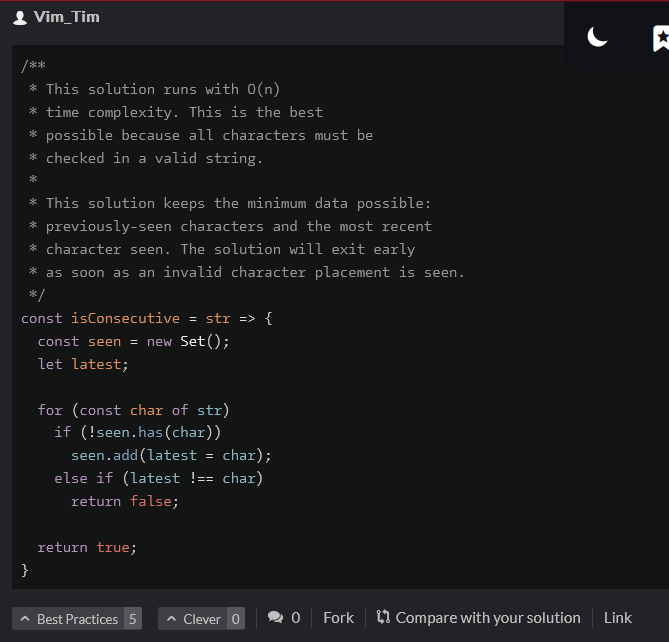 Vim_Tim
/**
 * This solution runs with O(n)
 * time complexity. This is the best
 * possible because all characters must be
 * checked in a valid string.
 *
 * This solution keeps the minimum data possible:
 * previously-seen characters and the most recent
 * character seen. The solution will exit early
 * as soon as an invalid character placement is seen.
 */
const isConsecutive = str => {
  const seen = new Set();
  let latest;

  for (const char of str)
    if (!seen.has(char))
      seen.add(latest = char);
    else if (latest !== char)
      return false;

  return true;
}
Best Practices 5 Clever 0 0 Fork Compare with your solution Link